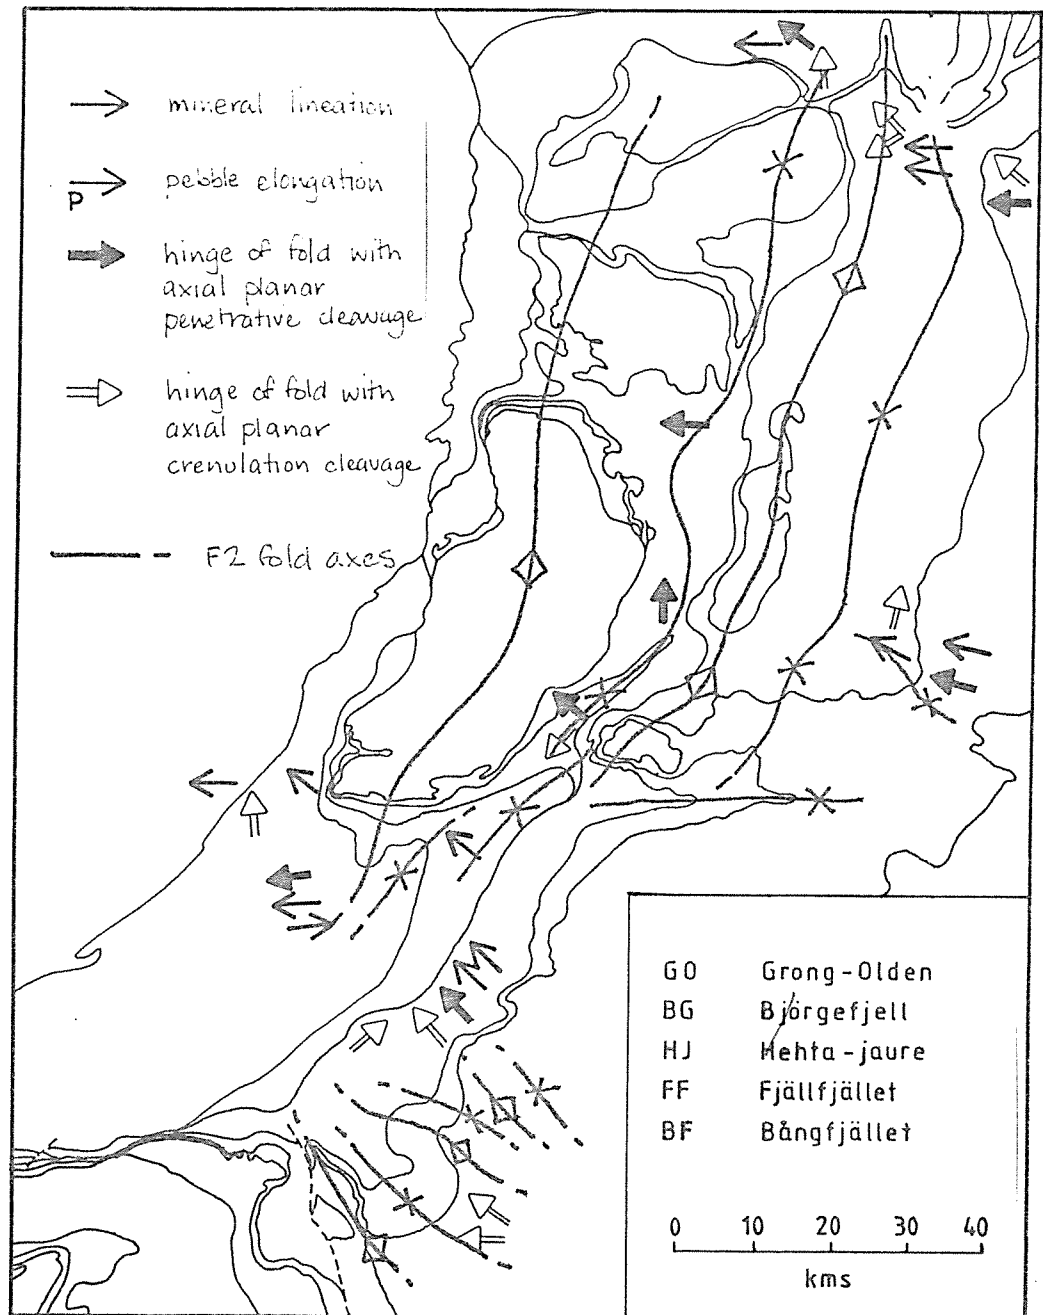 mineral lineation
P pebble elongation
hinge of fold with
axial planar
penetrative cleavage
hinge of fold with
axial planar
crenulation cleavage
F2 fold axes
GO Grong-Olden
BG Björgefjell
HJ Mehta-jaure
FF Fjällfjället
BF Bångfjället
0 10 20 30 40
kms